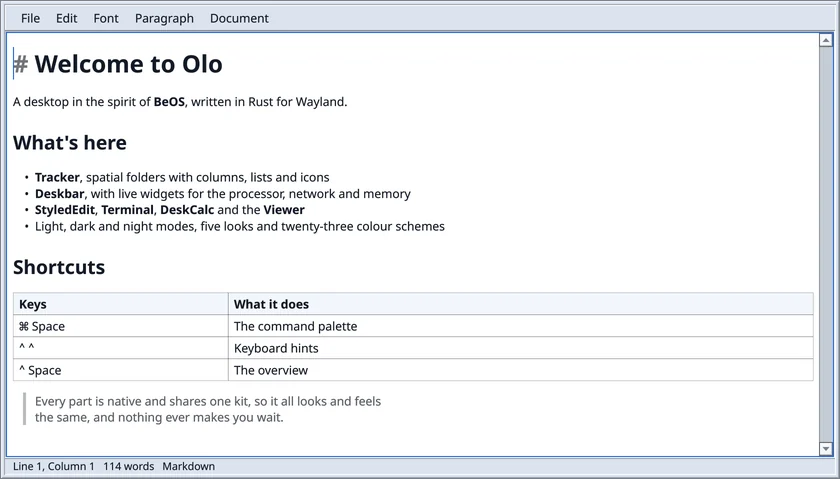 File Edit Font Paragraph Document
# Welcome to Olo
A desktop in the spirit of BeOS, written in Rust for Wayland.
What's here
• Tracker, spatial folders with columns, lists and icons
• Deskbar, with live widgets for the processor, network and memory
• StyledEdit, Terminal, DeskCalc and the Viewer
• Light, dark and night modes, five looks and twenty-three colour schemes
Shortcuts
Keys What it does
⌘ Space The command palette
^ ^ Keyboard hints
^ Space The overview
Every part is native and shares one kit, so it all looks and feels
the same, and nothing ever makes you wait.
Line 1, Column 1 114 words Markdown